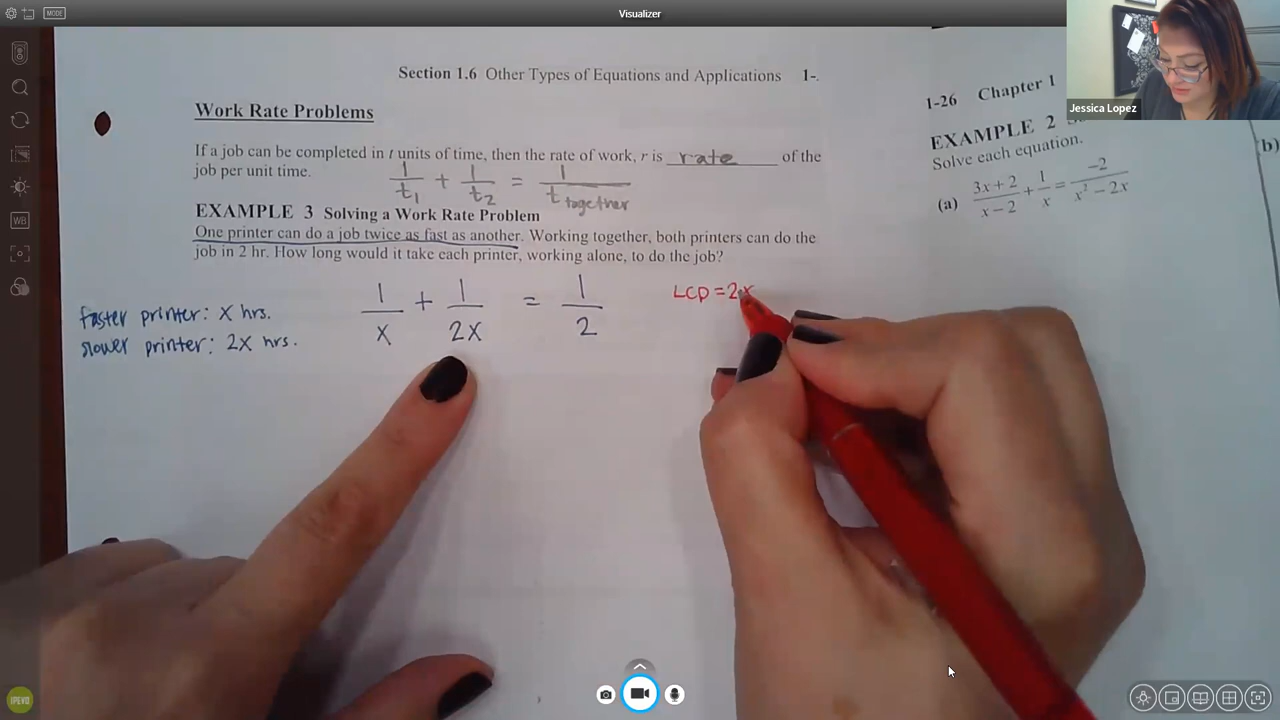 MODE
Visualizer
Jessica Lopez
Section 1.6 Other Types of Equations and Applications 1-
Work Rate Problems
If a job can be completed in t units of time, then the rate of work, r is rate of the
job per unit time.
1/t₁ + 1/t₂ = 1/t together
EXAMPLE 3 Solving a Work Rate Problem
One printer can do a job twice as fast as another. Working together, both printers can do the
job in 2 hr. How long would it take each printer, working alone, to do the job?
faster printer: x hrs.
slower printer: 2x hrs.
1/x + 1/2x = 1/2
LCD = 2x
1-26 Chapter 1
EXAMPLE 2
Solve each equation.
(a) 3x+2/x−2 + 1/x = −2/x²−2x
(b)
WB
IPEVO